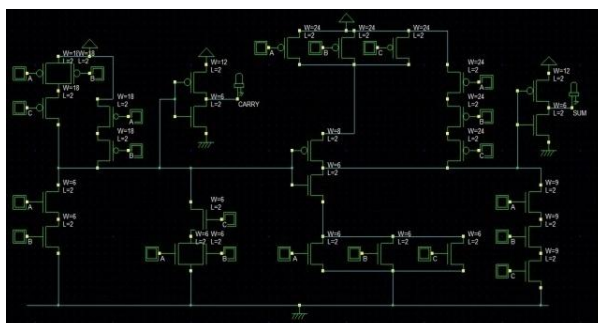 W=24 W=24 W=24
L=2 L=2 L=2
A B C
W=18 W=18
L=2 L=2
A B
W=18
L=2
C
W=18
L=2
A
W=18
L=2
B
W=12
L=2
W=6
L=2
CARRY
W=24
L=2
A
W=24
L=2
B
W=24
L=2
C
W=12
L=2
W=6
L=2
SUM
W=8
L=2
W=6
L=2
W=6
L=2
A
W=6
L=2
B
W=6
L=2
C
W=6 W=6
L=2 L=2
A B
W=6 W=6 W=6
L=2 L=2 L=2
A B C
W=9
L=2
A
W=9
L=2
B
W=9
L=2
C